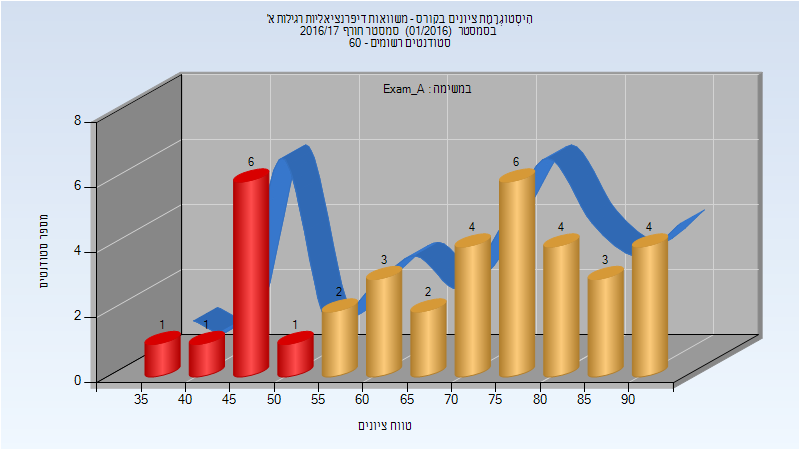 הִיסְטוֹגְרָמַת ציונים בקורס - משוואות דיפרנציאליות רגילות א'
בסמסטר (01/2016) סמסטר חורף 2016/17
סטודנטים רשומים - 60
במשימה : Exam_A
מספר סטודנטים
8
6
4
2
0
1
1
6
1
2
3
2
4
6
4
3
4
35 40 45 50 55 60 65 70 75 80 85 90
טווח ציונים